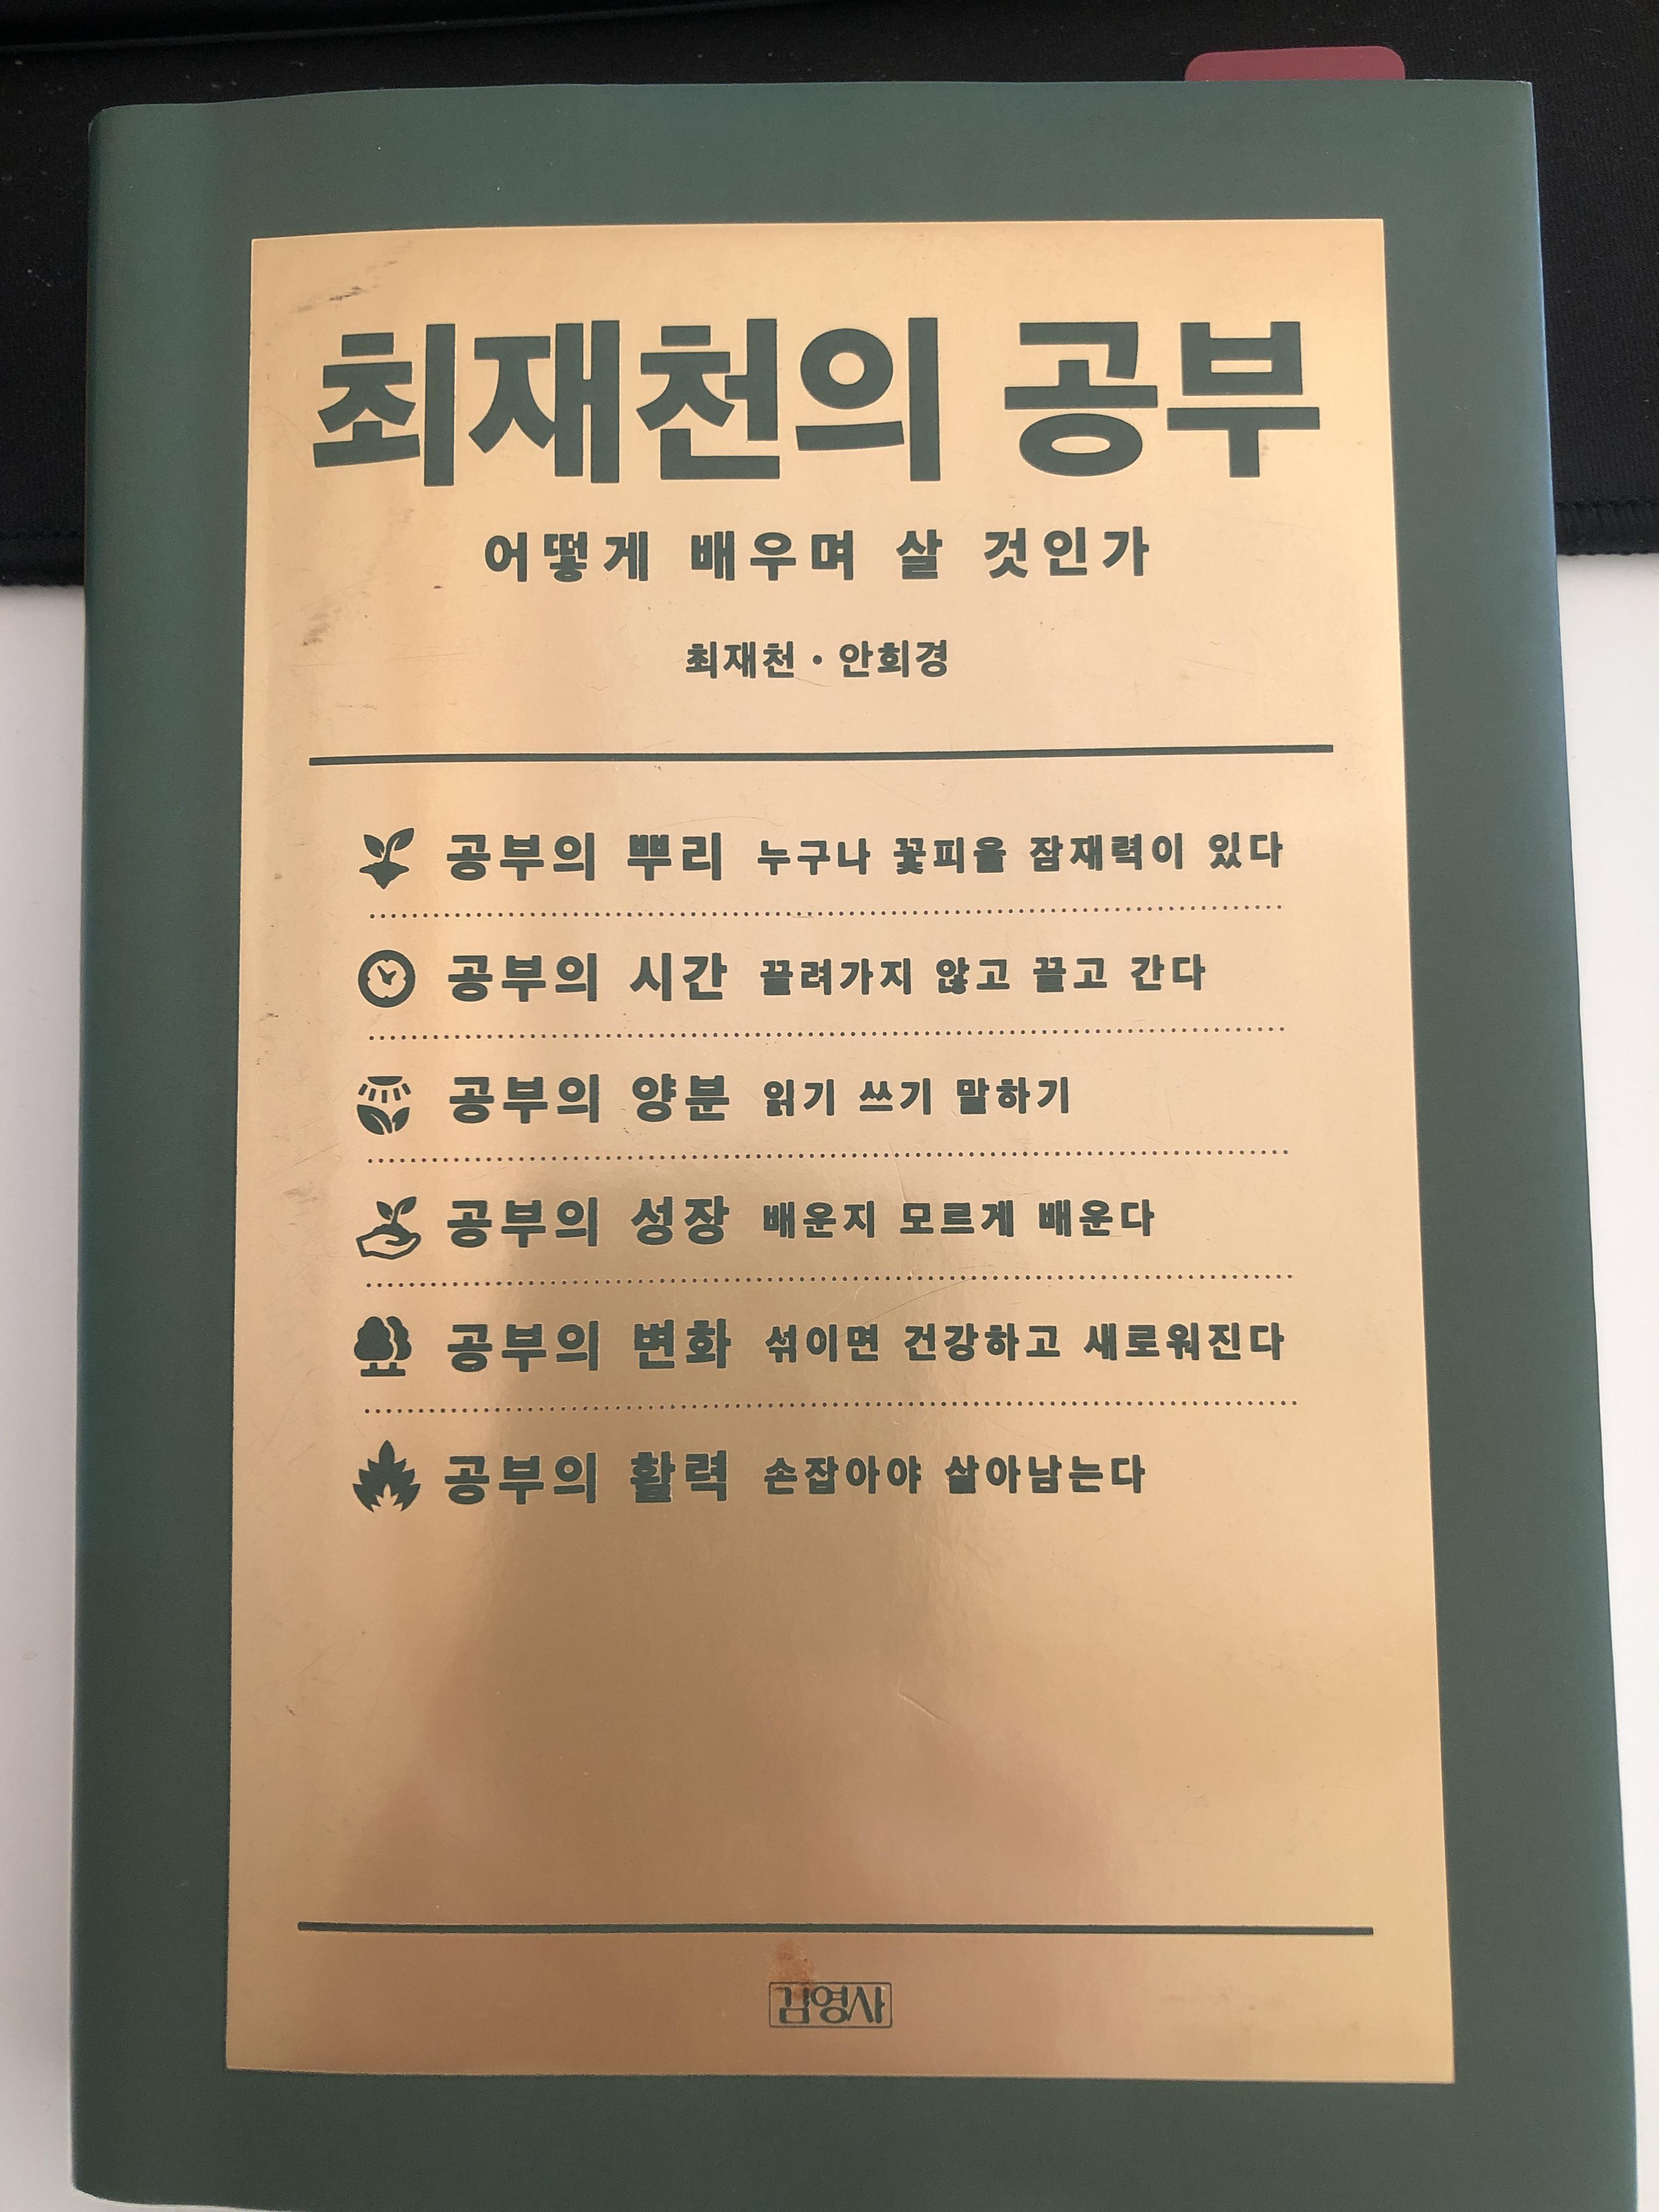 최재천의 공부
어떻게 배우며 살 것인가
최재천 · 안희경
공부의 뿌리 누구나 꽃피울 잠재력이 있다
공부의 시간 끌려가지 않고 끌고 간다
공부의 양분 읽기 쓰기 말하기
공부의 성장 배운지 모르게 배운다
공부의 변화 섞이면 건강하고 새로워진다
공부의 활력 손잡아야 살아남는다
김영사